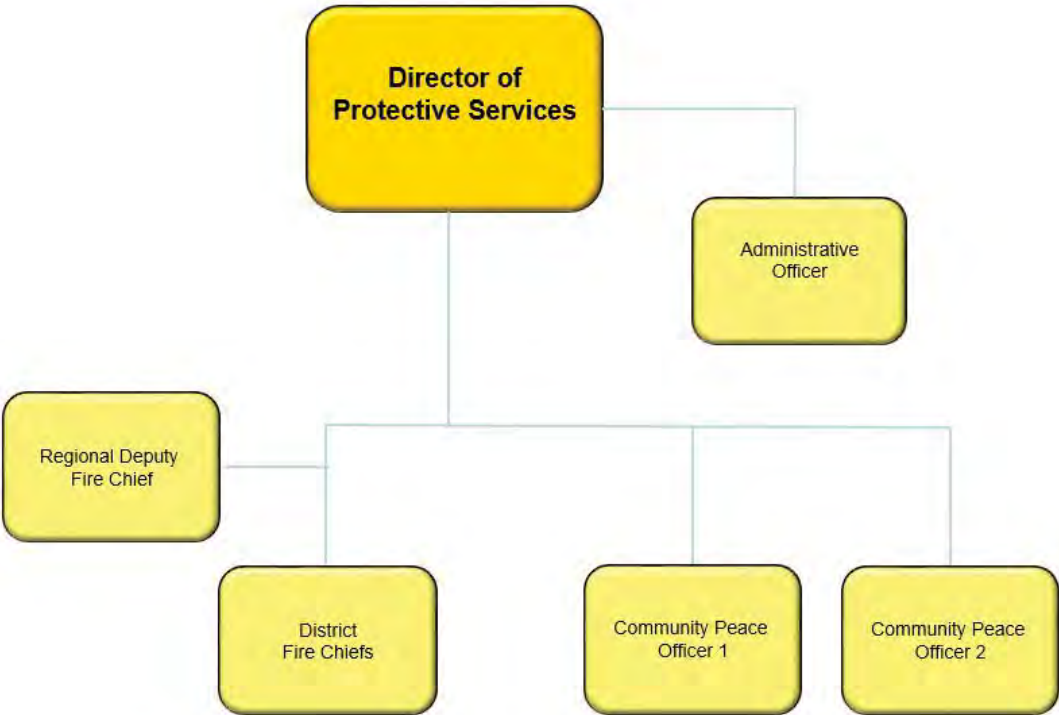 Director of
Protective Services
Administrative
Officer
Regional Deputy
Fire Chief
District
Fire Chiefs
Community Peace
Officer 1
Community Peace
Officer 2